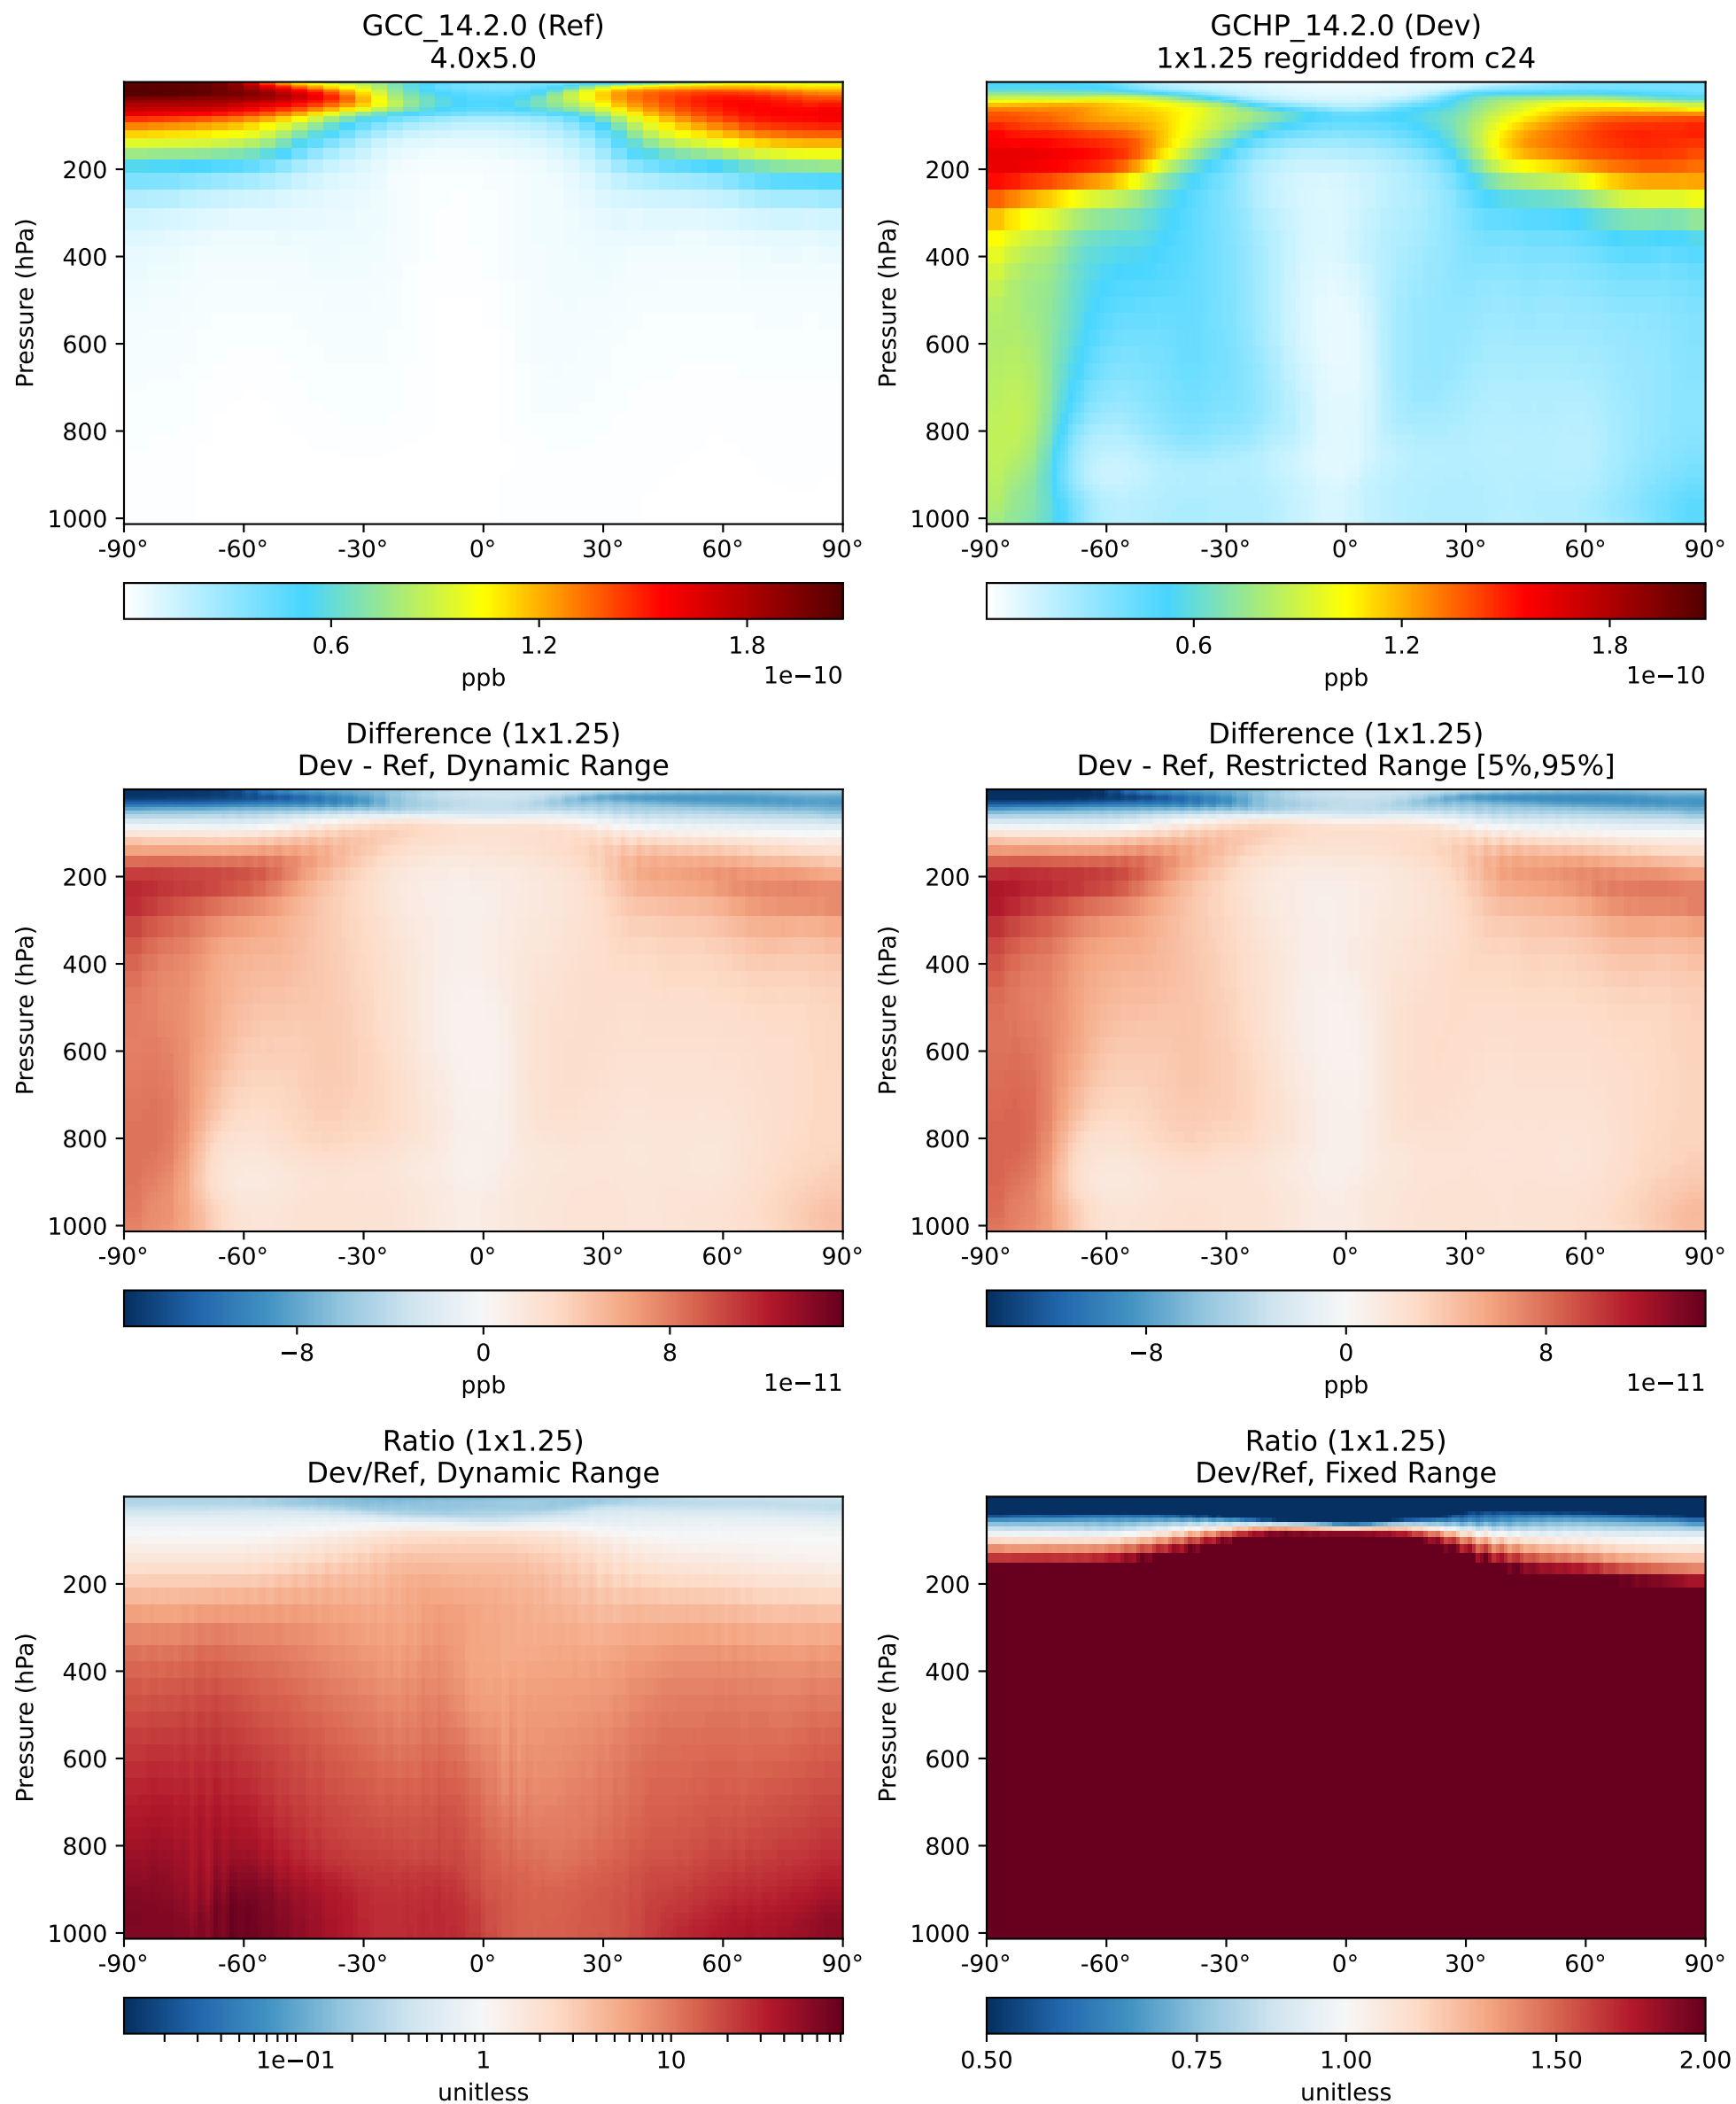 GCC_14.2.0 (Ref)
4.0x5.0
Pressure (hPa)
200
400
600
800
1000
-90° -60° -30° 0° 30° 60° 90°
0.6 1.2 1.8
1e−10
ppb
GCHP_14.2.0 (Dev)
1x1.25 regridded from c24
Pressure (hPa)
200
400
600
800
1000
-90° -60° -30° 0° 30° 60° 90°
0.6 1.2 1.8
1e−10
ppb
Difference (1x1.25)
Dev - Ref, Dynamic Range
Pressure (hPa)
200
400
600
800
1000
-90° -60° -30° 0° 30° 60° 90°
−8 0 8
1e−11
ppb
Difference (1x1.25)
Dev - Ref, Restricted Range [5%,95%]
Pressure (hPa)
200
400
600
800
1000
-90° -60° -30° 0° 30° 60° 90°
−8 0 8
1e−11
ppb
Ratio (1x1.25)
Dev/Ref, Dynamic Range
Pressure (hPa)
200
400
600
800
1000
-90° -60° -30° 0° 30° 60° 90°
1e−01 1 10
unitless
Ratio (1x1.25)
Dev/Ref, Fixed Range
Pressure (hPa)
200
400
600
800
1000
-90° -60° -30° 0° 30° 60° 90°
0.50 0.75 1.00 1.50 2.00
unitless